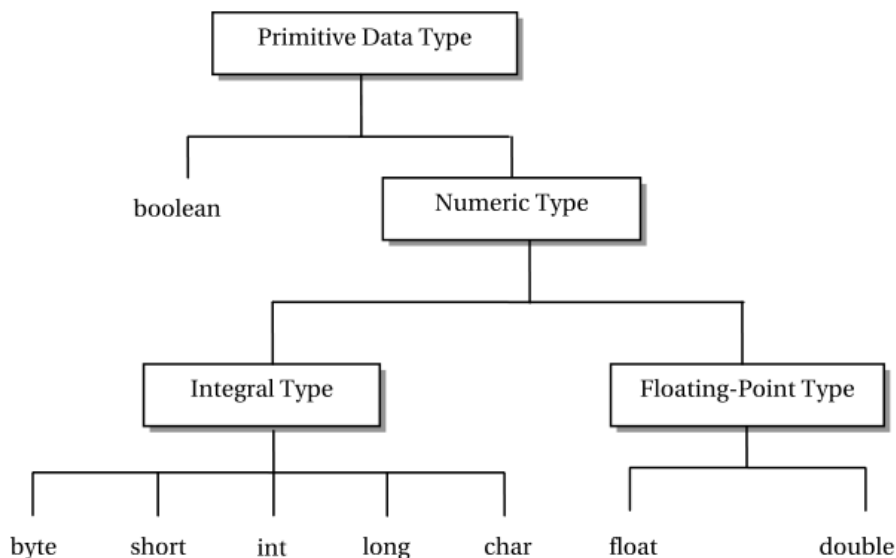 Primitive Data Type
boolean
Numeric Type
Integral Type
Floating-Point Type
byte
short
int
long
char
float
double